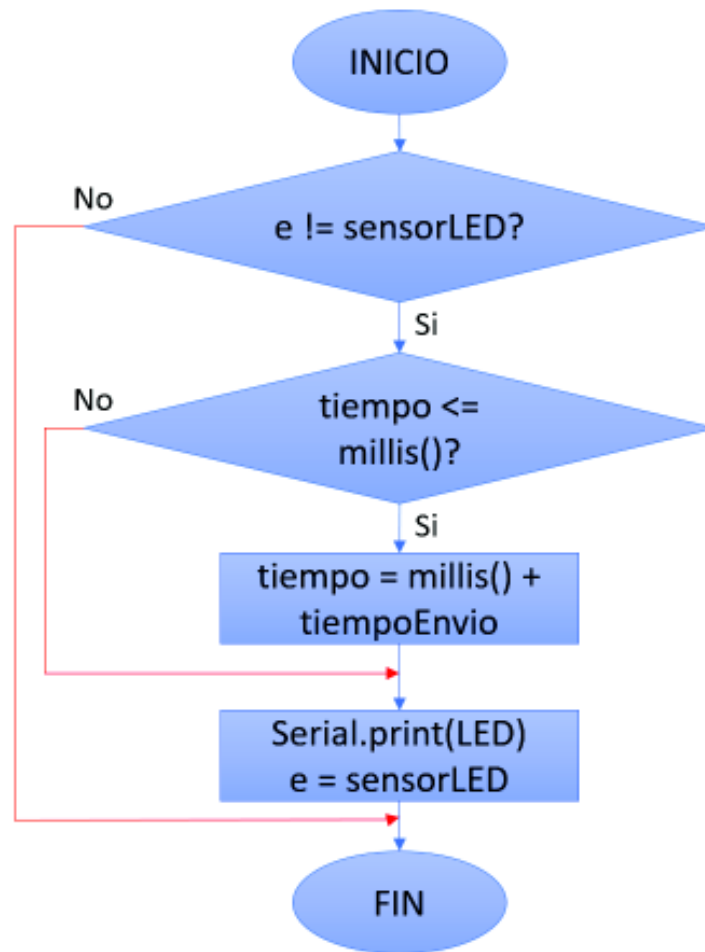 INICIO
No
e != sensorLED?
Si
No
tiempo <=
millis()?
Si
tiempo = millis() +
tiempoEnvio
Serial.print(LED)
e = sensorLED
FIN